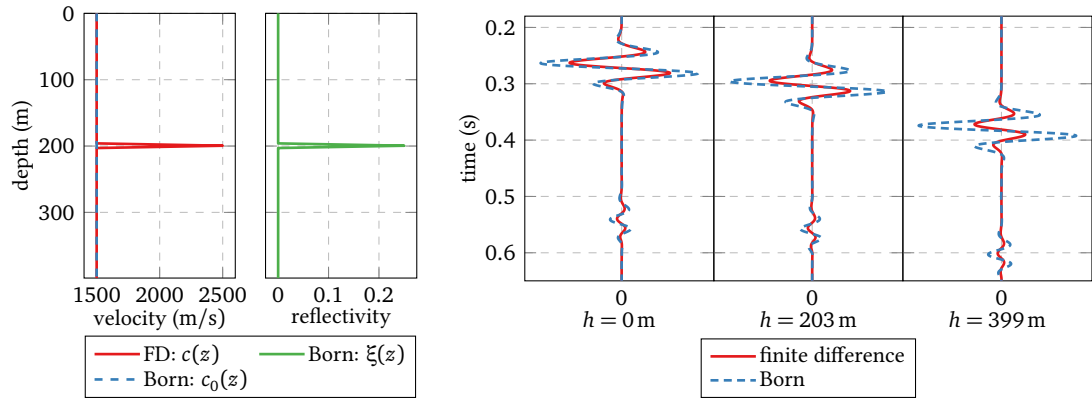 0
100
200
300
depth (m)
1500 2000 2500
velocity (m/s)
0 0.1 0.2
reflectivity
FD: c(z)
Born: ξ(z)
Born: c₀(z)
0.2
0.3
0.4
0.5
0.6
time (s)
0 0 0
h = 0 m h = 203 m h = 399 m
finite difference
Born